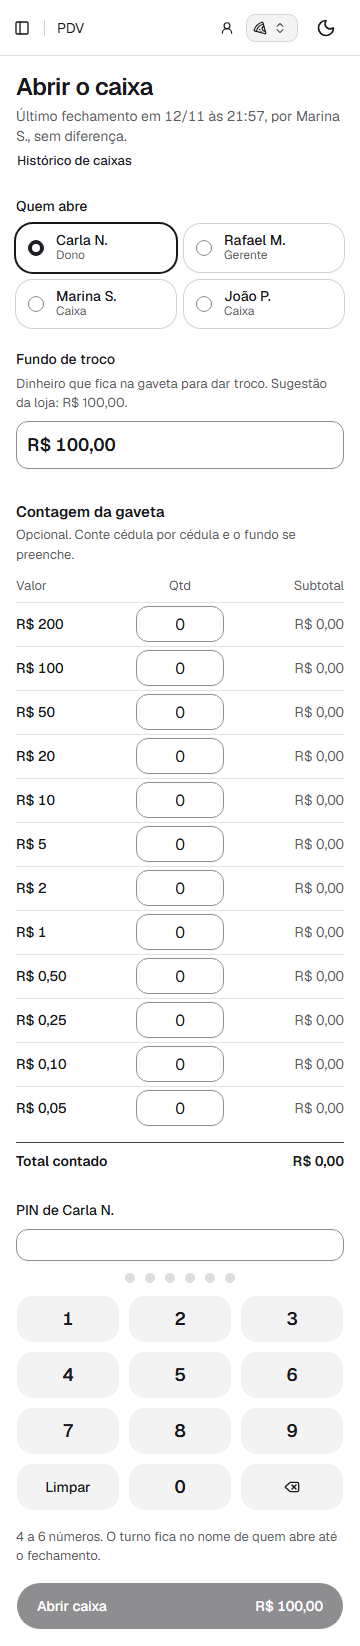 PDV
Abrir o caixa
Último fechamento em 12/11 às 21:57, por Marina
S., sem diferença.
Histórico de caixas
Quem abre
Carla N.
Dono
Rafael M.
Gerente
Marina S.
Caixa
João P.
Caixa
Fundo de troco
Dinheiro que fica na gaveta para dar troco. Sugestão
da loja: R$ 100,00.
R$ 100,00
Contagem da gaveta
Opcional. Conte cédula por cédula e o fundo se
preenche.
Valor Qtd Subtotal
R$ 200 0 R$ 0,00
R$ 100 0 R$ 0,00
R$ 50 0 R$ 0,00
R$ 20 0 R$ 0,00
R$ 10 0 R$ 0,00
R$ 5 0 R$ 0,00
R$ 2 0 R$ 0,00
R$ 1 0 R$ 0,00
R$ 0,50 0 R$ 0,00
R$ 0,25 0 R$ 0,00
R$ 0,10 0 R$ 0,00
R$ 0,05 0 R$ 0,00
Total contado R$ 0,00
PIN de Carla N.
1 2 3
4 5 6
7 8 9
Limpar 0
4 a 6 números. O turno fica no nome de quem abre até
o fechamento.
Abrir caixa R$ 100,00